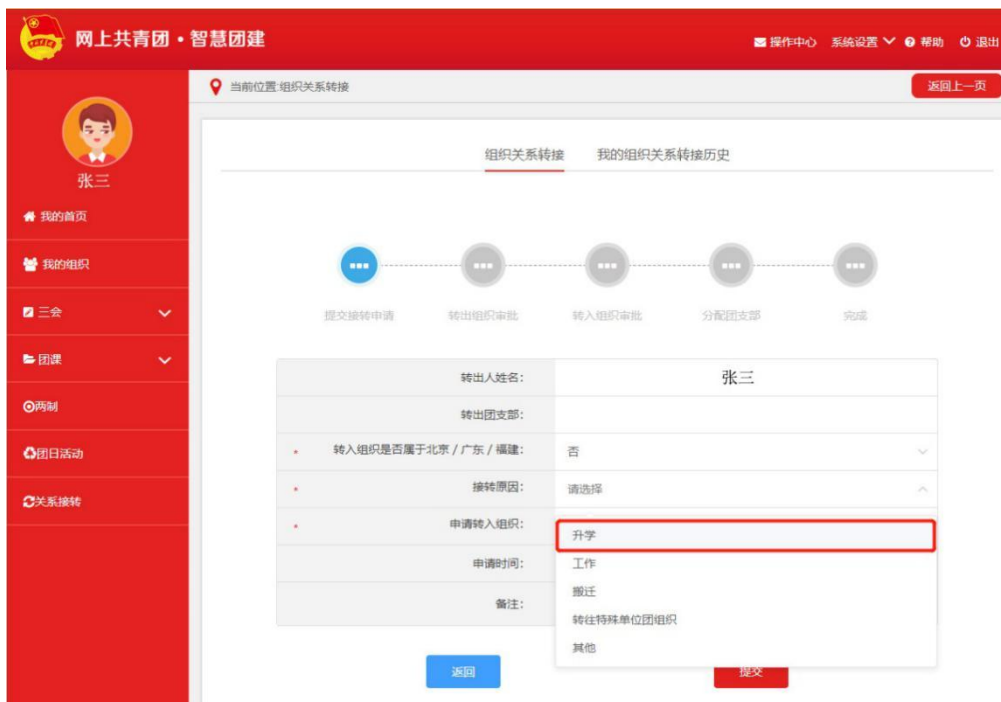 网上共青团·智慧团建
操作中心 系统设置 帮助 退出
当前位置:组织关系转接
返回上一页
张三
我的首页
我的组织
三会
团课
两制
团日活动
关系接转
组织关系转接 我的组织关系转接历史
提交接转申请 转出组织审批 转入组织审批 分配团支部 完成
转出人姓名: 张三
转出团支部:
* 转入组织是否属于北京 / 广东 / 福建: 否
* 接转原因: 请选择
* 申请转入组织:
升学
申请时间:
工作
搬迁
备注:
转往特殊单位团组织
其他
返回
提交